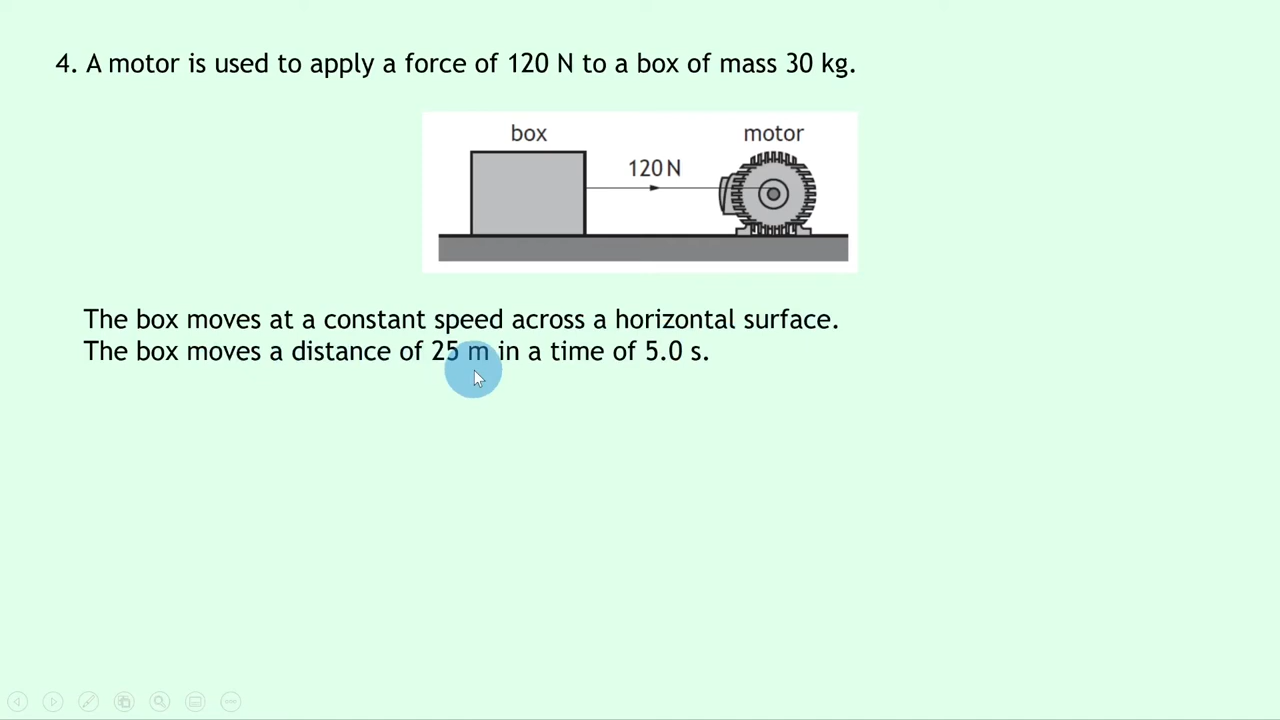 4. A motor is used to apply a force of 120 N to a box of mass 30 kg.
box
motor
120 N
The box moves at a constant speed across a horizontal surface.
The box moves a distance of 25 m in a time of 5.0 s.